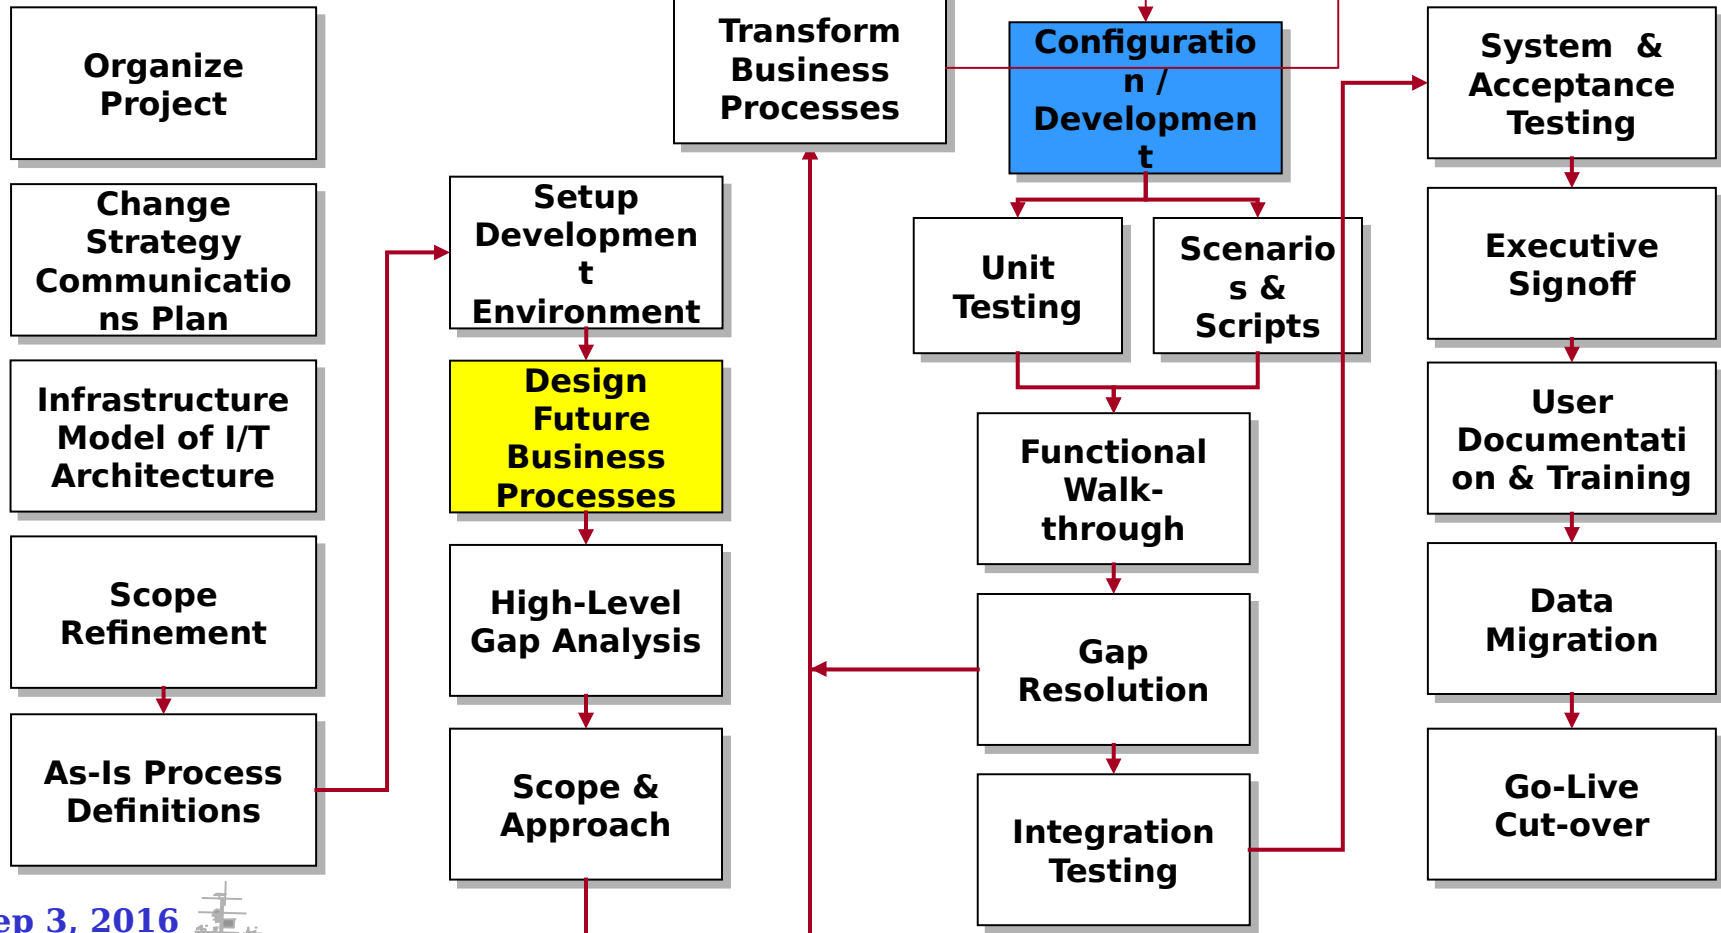 Organize
Project
Change
Strategy
Communicatio
ns Plan
Infrastructure
Model of I/T
Architecture
Scope
Refinement
As-Is Process
Definitions
Setup
Developmen
t
Environment
Design
Future
Business
Processes
High-Level
Gap Analysis
Scope &
Approach
Transform
Business
Processes
Configuratio
n /
Developmen
t
Unit
Testing
Scenario
s &
Scripts
Functional
Walk-
through
Gap
Resolution
Integration
Testing
System  &
Acceptance
Testing
Executive
Signoff
User
Documentati
on & Training
Data
Migration
Go-Live
Cut-over
ep 3, 2016